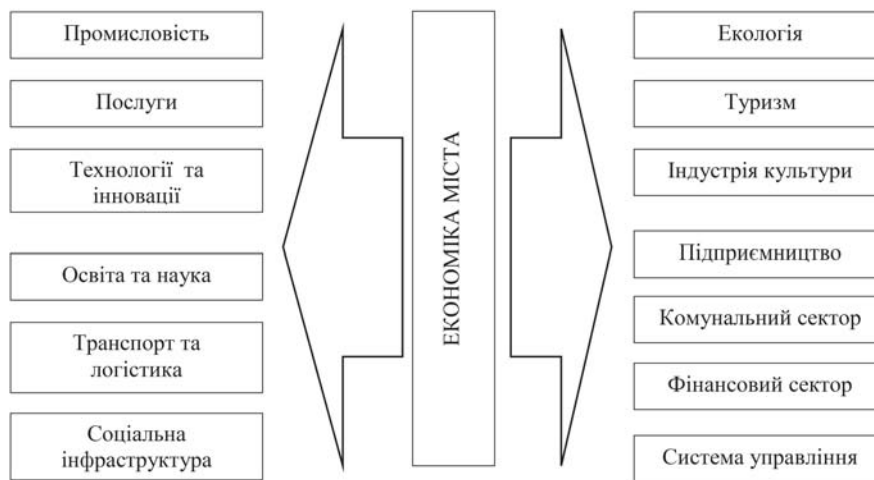 Промисловість
Послуги
Технології та
інновації
Освіта та наука
Транспорт та
логістика
Соціальна
інфраструктура
ЕКОНОМІКА МІСТА
Екологія
Туризм
Індустрія культури
Підприємництво
Комунальний сектор
Фінансовий сектор
Система управління